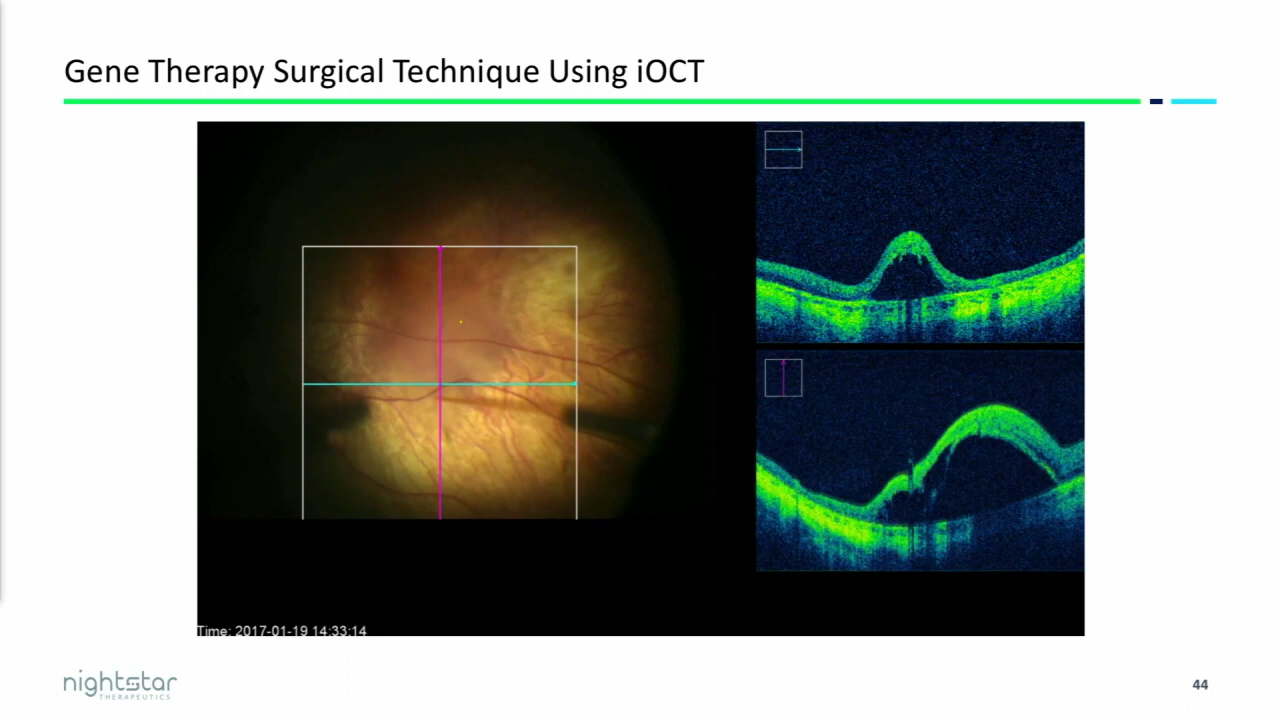 Gene Therapy Surgical Technique Using iOCT
Time: 2017-01-19 14:33:14
nightstar
THERAPEUTICS
44